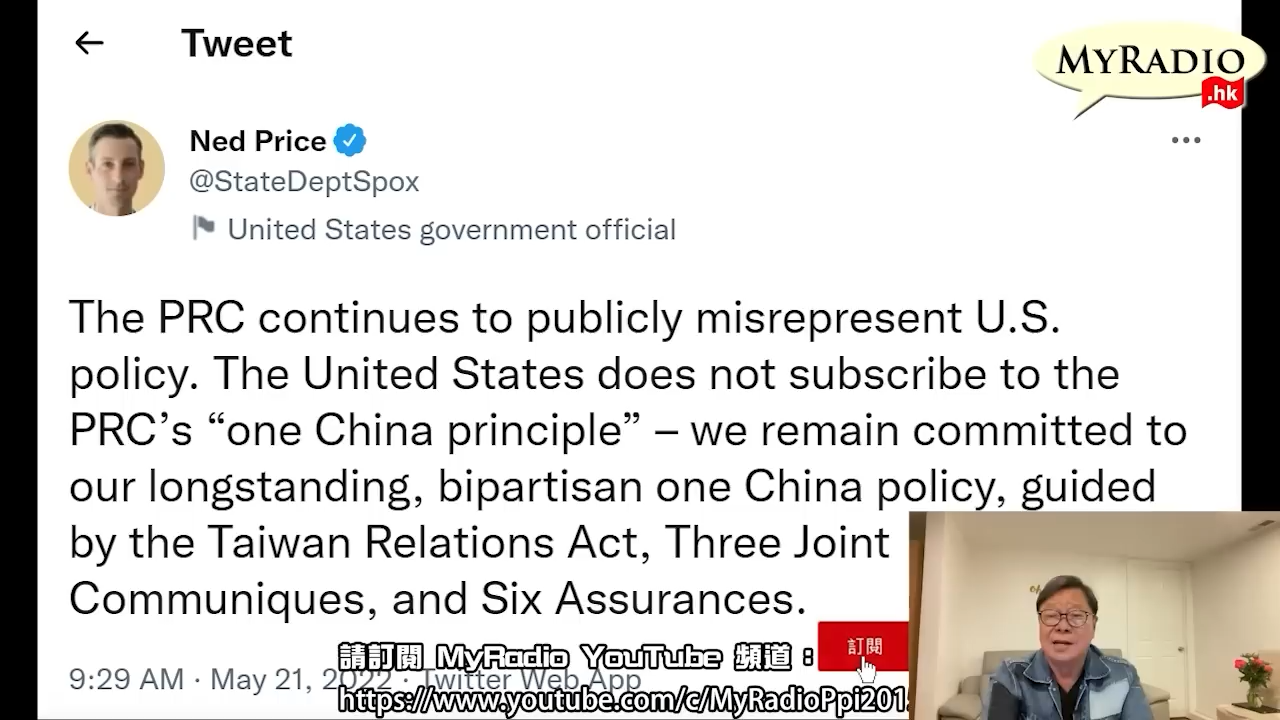 Tweet
MYRADIO
.hk
Ned Price
@StateDeptSpox
United States government official
The PRC continues to publicly misrepresent U.S.
policy. The United States does not subscribe to the
PRC’s “one China principle” – we remain committed to
our longstanding, bipartisan one China policy, guided
by the Taiwan Relations Act, Three Joint
Communiques, and Six Assurances.
請訂閱 MyRadio YouTube 頻道：
訂閱
9:29 AM · May 21, 2022 · Twitter Web App
https://www.youtube.com/c/MyRadioPpi201